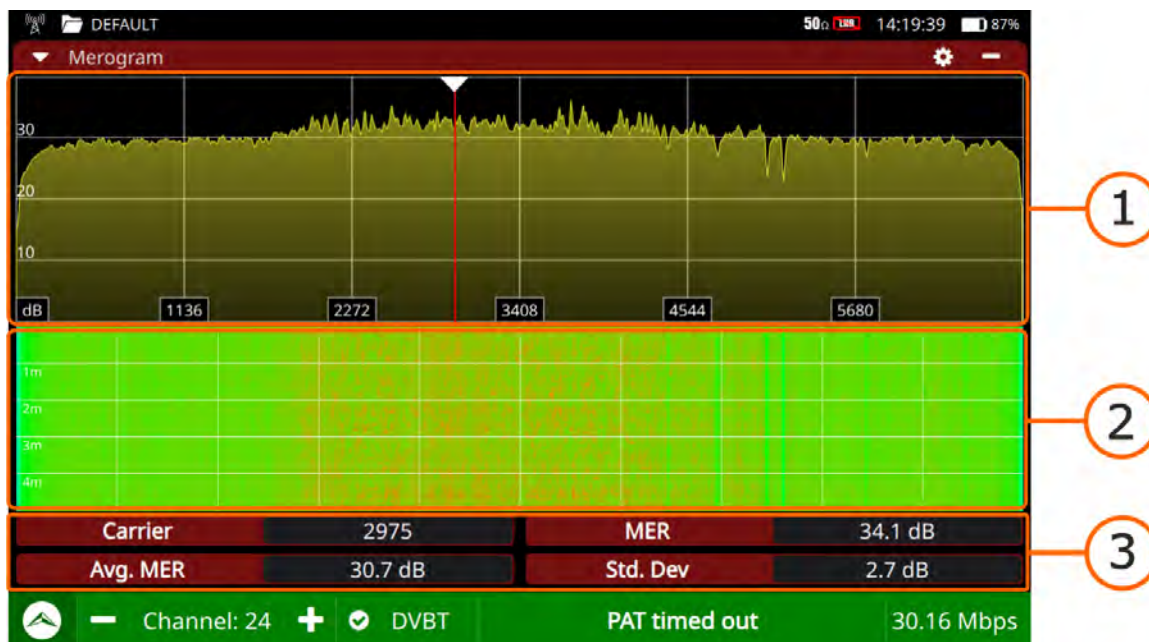 DEFAULT 50Ω LNB 14:19:39 87%
Merogram
30
20
10
dB 1136 2272 3408 4544 5680
1
1m
2m
3m
4m
2
Carrier 2975 MER 34.1 dB
Avg. MER 30.7 dB Std. Dev 2.7 dB
3
Channel: 24 DVBT PAT timed out 30.16 Mbps